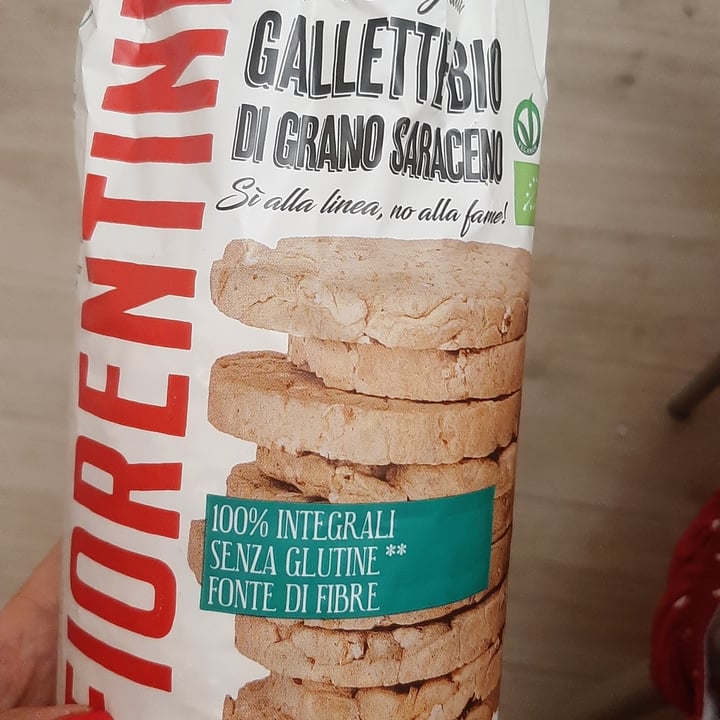 FIORENTINI
GALLETTE BIO
DI GRANO SARACENO
Sì alla linea, no alla fame!
100% INTEGRALI
SENZA GLUTINE**
FONTE DI FIBRE